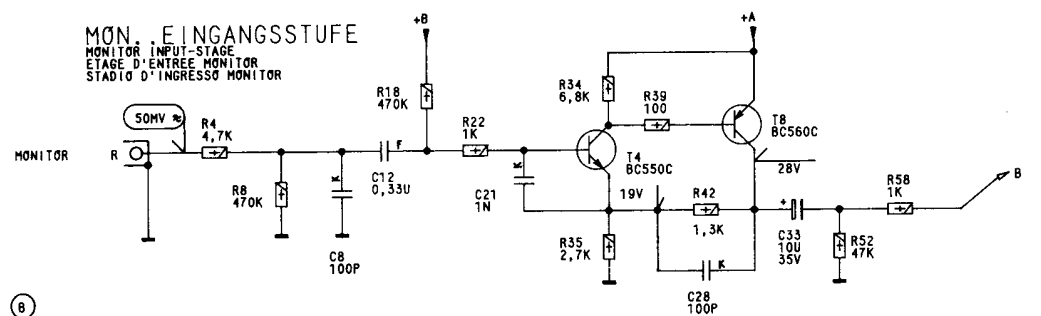 MON.. EINGANGSSTUFE
MONITOR INPUT-STAGE
ETAGE D'ENTREE MONITOR
STADIO D'INGRESSO MONITOR
+B
+A
R18
470K
R34
6,8K
R39
100
T8
BC560C
50MV ≈
R4
4,7K
R22
1K
MONITOR
R
F
K
T4
BC550C
28V
R58
1K
B
R8
470K
K
C12
0,33U
C21
1N
19V
R42
1,3K
+
C8
100P
R35
2,7K
K
C28
100P
C33
10U
35V
R52
47K
8